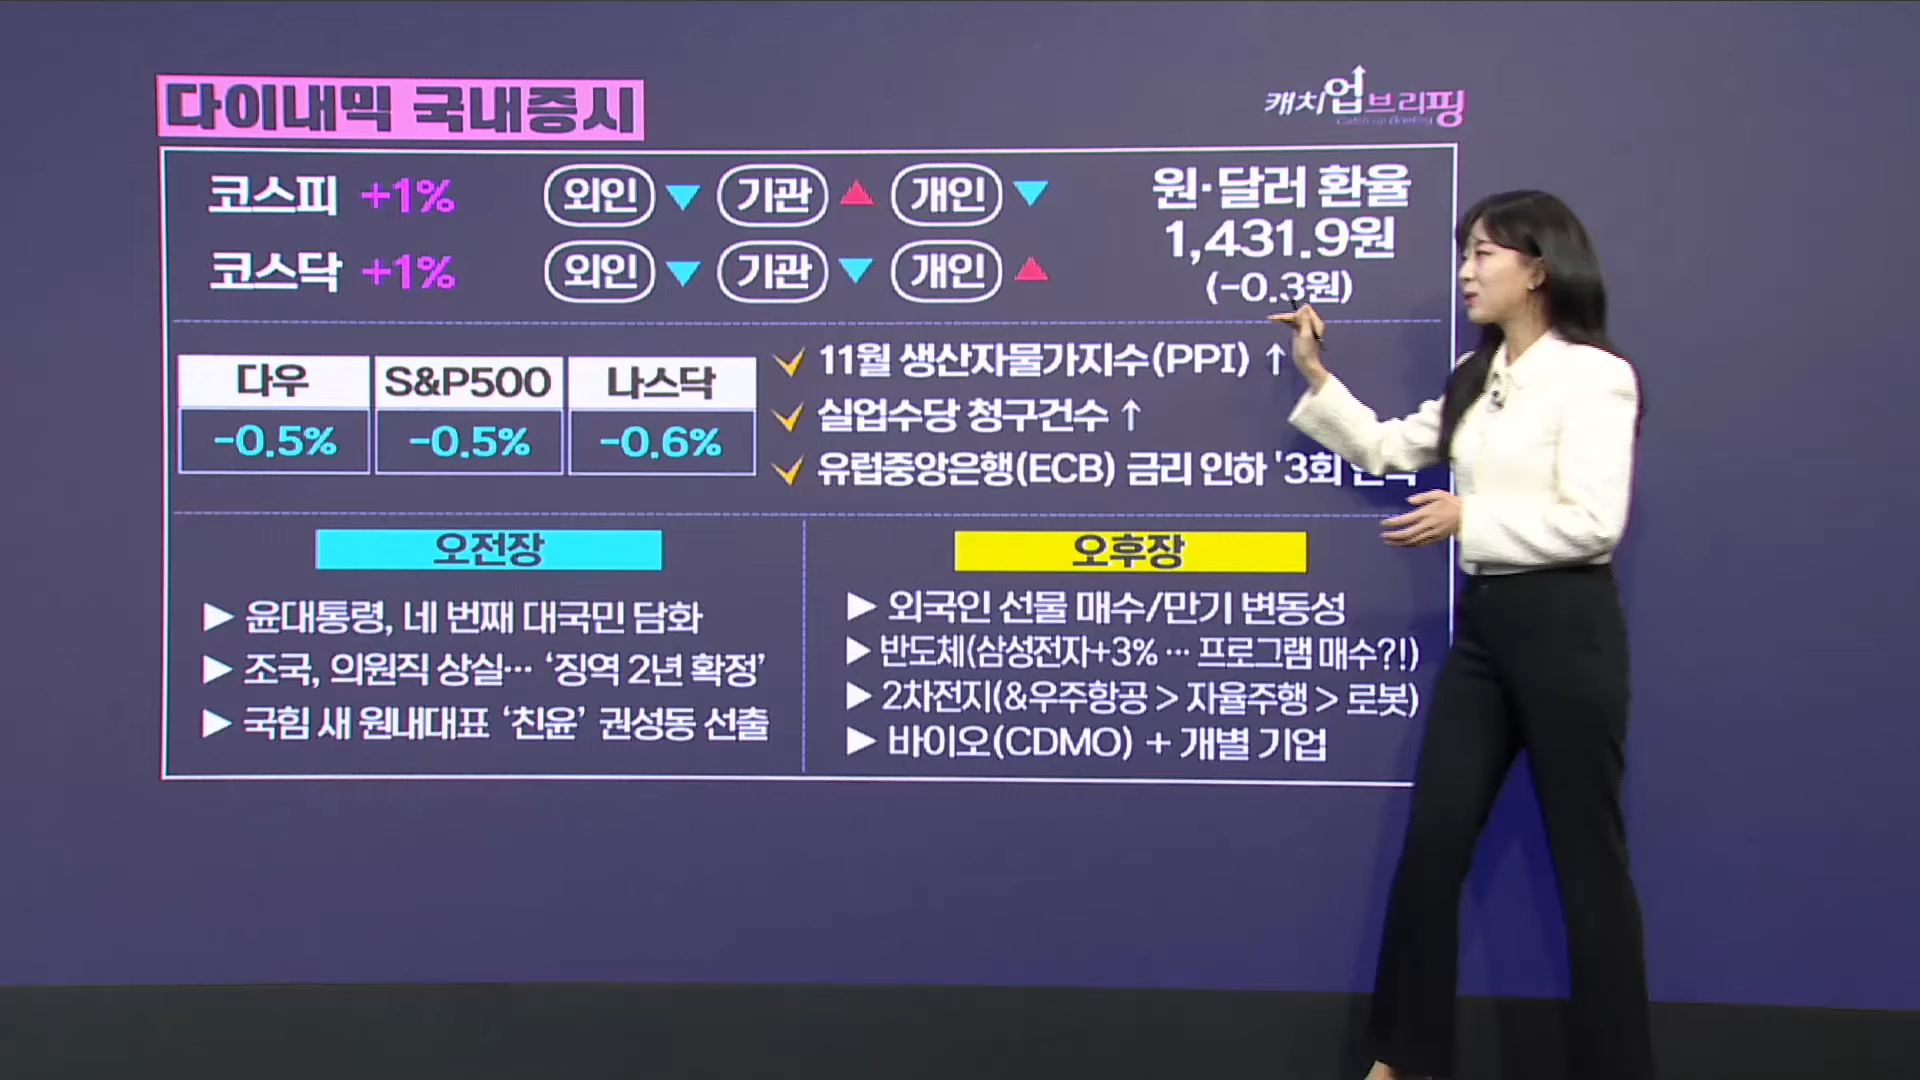 다이내믹 국내증시
캐치업브리핑
Catch-up Briefing
코스피 +1% 외인 ▼ 기관 ▲ 개인 ▼
코스닥 +1% 외인 ▼ 기관 ▼ 개인 ▲
원·달러 환율
1,431.9원
(-0.3원)
다우 S&P500 나스닥
-0.5% -0.5% -0.6%
11월 생산자물가지수(PPI) ↑
실업수당 청구건수 ↑
유럽중앙은행(ECB) 금리 인하 '3회
오전장
▶ 윤대통령, 네 번째 대국민 담화
▶ 조국, 의원직 상실… ‘징역 2년 확정’
▶ 국힘 새 원내대표 ‘친윤’ 권성동 선출
오후장
▶ 외국인 선물 매수/만기 변동성
▶ 반도체(삼성전자+3% … 프로그램 매수?!)
▶ 2차전지(&우주항공 > 자율주행 > 로봇)
▶ 바이오(CDMO) + 개별 기업